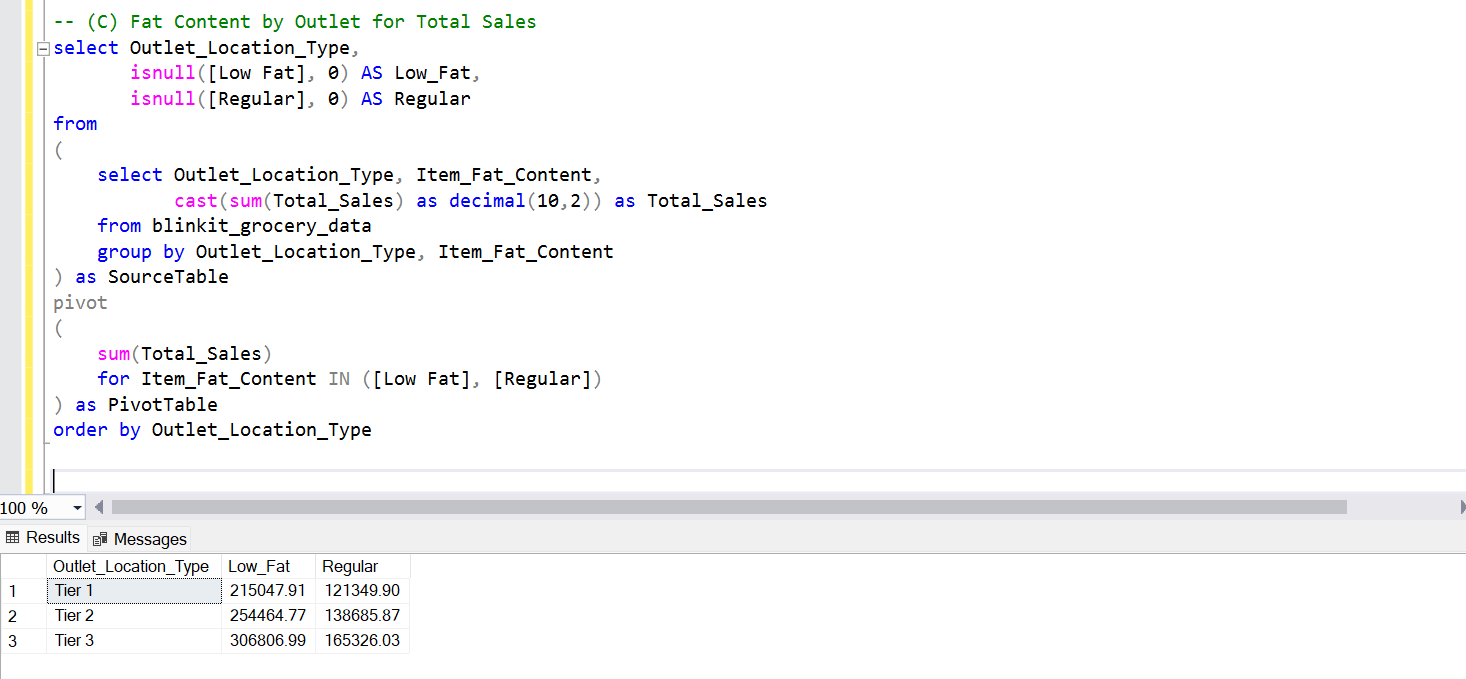 -- (C) Fat Content by Outlet for Total Sales
select Outlet_Location_Type,
isnull([Low Fat], 0) AS Low_Fat,
isnull([Regular], 0) AS Regular
from
(
select Outlet_Location_Type, Item_Fat_Content,
cast(sum(Total_Sales) as decimal(10,2)) as Total_Sales
from blinkit_grocery_data
group by Outlet_Location_Type, Item_Fat_Content
) as SourceTable
pivot
(
sum(Total_Sales)
for Item_Fat_Content IN ([Low Fat], [Regular])
) as PivotTable
order by Outlet_Location_Type
100 %
Results Messages
Outlet_Location_Type Low_Fat Regular
1 Tier 1 215047.91 121349.90
2 Tier 2 254464.77 138685.87
3 Tier 3 306806.99 165326.03